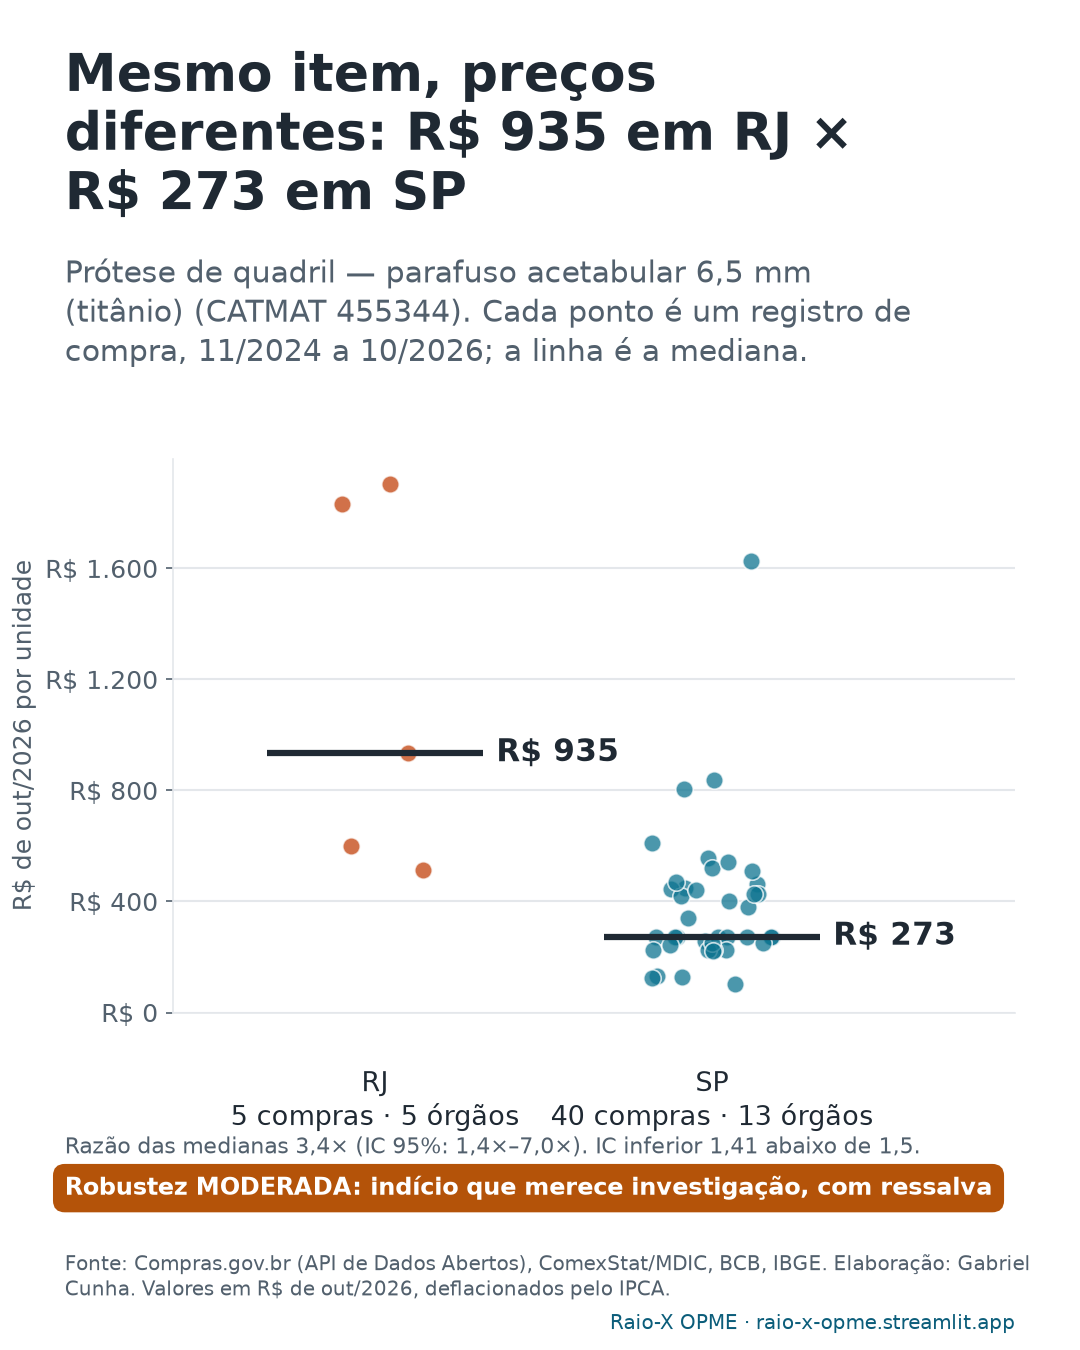 Mesmo item, preços
diferentes: R$ 935 em RJ ×
R$ 273 em SP
Prótese de quadril — parafuso acetabular 6,5 mm
(titânio) (CATMAT 455344). Cada ponto é um registro de
compra, 11/2024 a 10/2026; a linha é a mediana.
R$ de out/2026 por unidade
R$ 1.600
R$ 1.200
R$ 800
R$ 400
R$ 0
R$ 935
R$ 273
RJ
5 compras · 5 órgãos
SP
40 compras · 13 órgãos
Razão das medianas 3,4× (IC 95%: 1,4×–7,0×). IC inferior 1,41 abaixo de 1,5.
Robustez MODERADA: indício que merece investigação, com ressalva
Fonte: Compras.gov.br (API de Dados Abertos), ComexStat/MDIC, BCB, IBGE. Elaboração: Gabriel
Cunha. Valores em R$ de out/2026, deflacionados pelo IPCA.
Raio-X OPME · raio-x-opme.streamlit.app